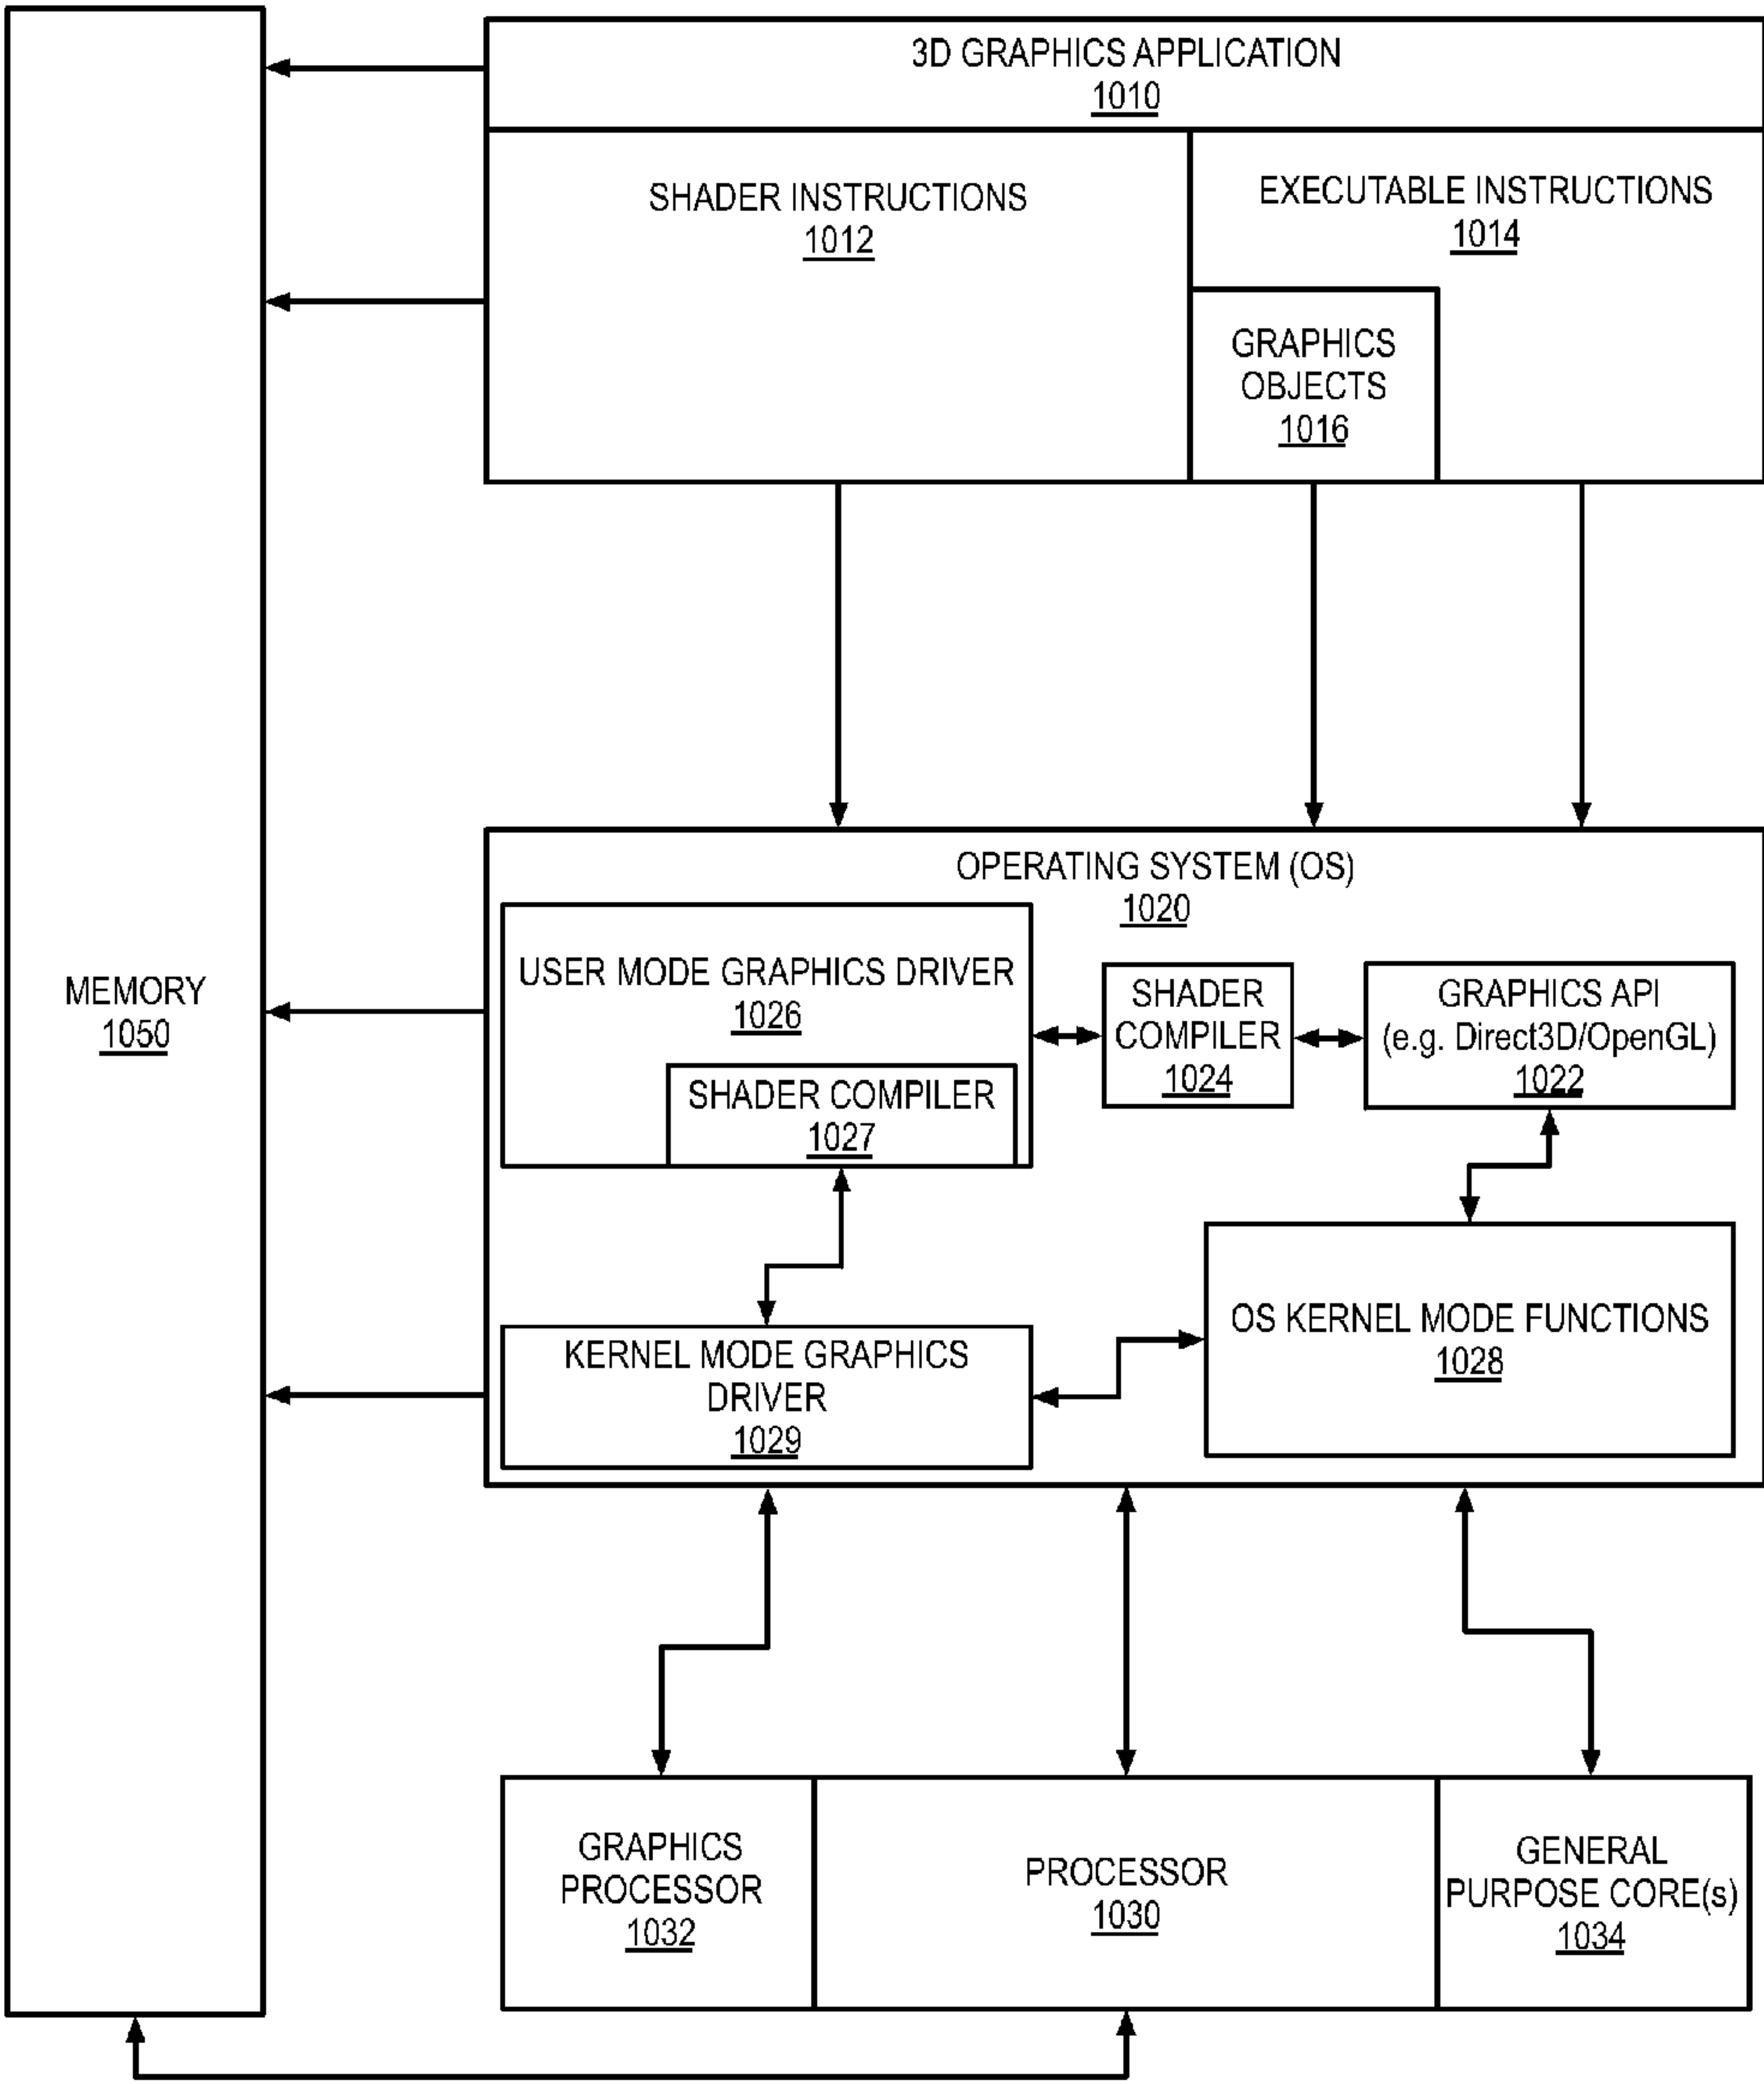 3D GRAPHICS APPLICATION
1010
SHADER INSTRUCTIONS
1012
EXECUTABLE INSTRUCTIONS
1014
GRAPHICS
OBJECTS
1016
MEMORY
1050
OPERATING SYSTEM (OS)
1020
USER MODE GRAPHICS DRIVER
1026
SHADER COMPILER
1027
SHADER
COMPILER
1024
GRAPHICS API
(e.g. Direct3D/OpenGL)
1022
KERNEL MODE GRAPHICS
DRIVER
1029
OS KERNEL MODE FUNCTIONS
1028
GRAPHICS
PROCESSOR
1032
PROCESSOR
1030
GENERAL
PURPOSE CORE(s)
1034